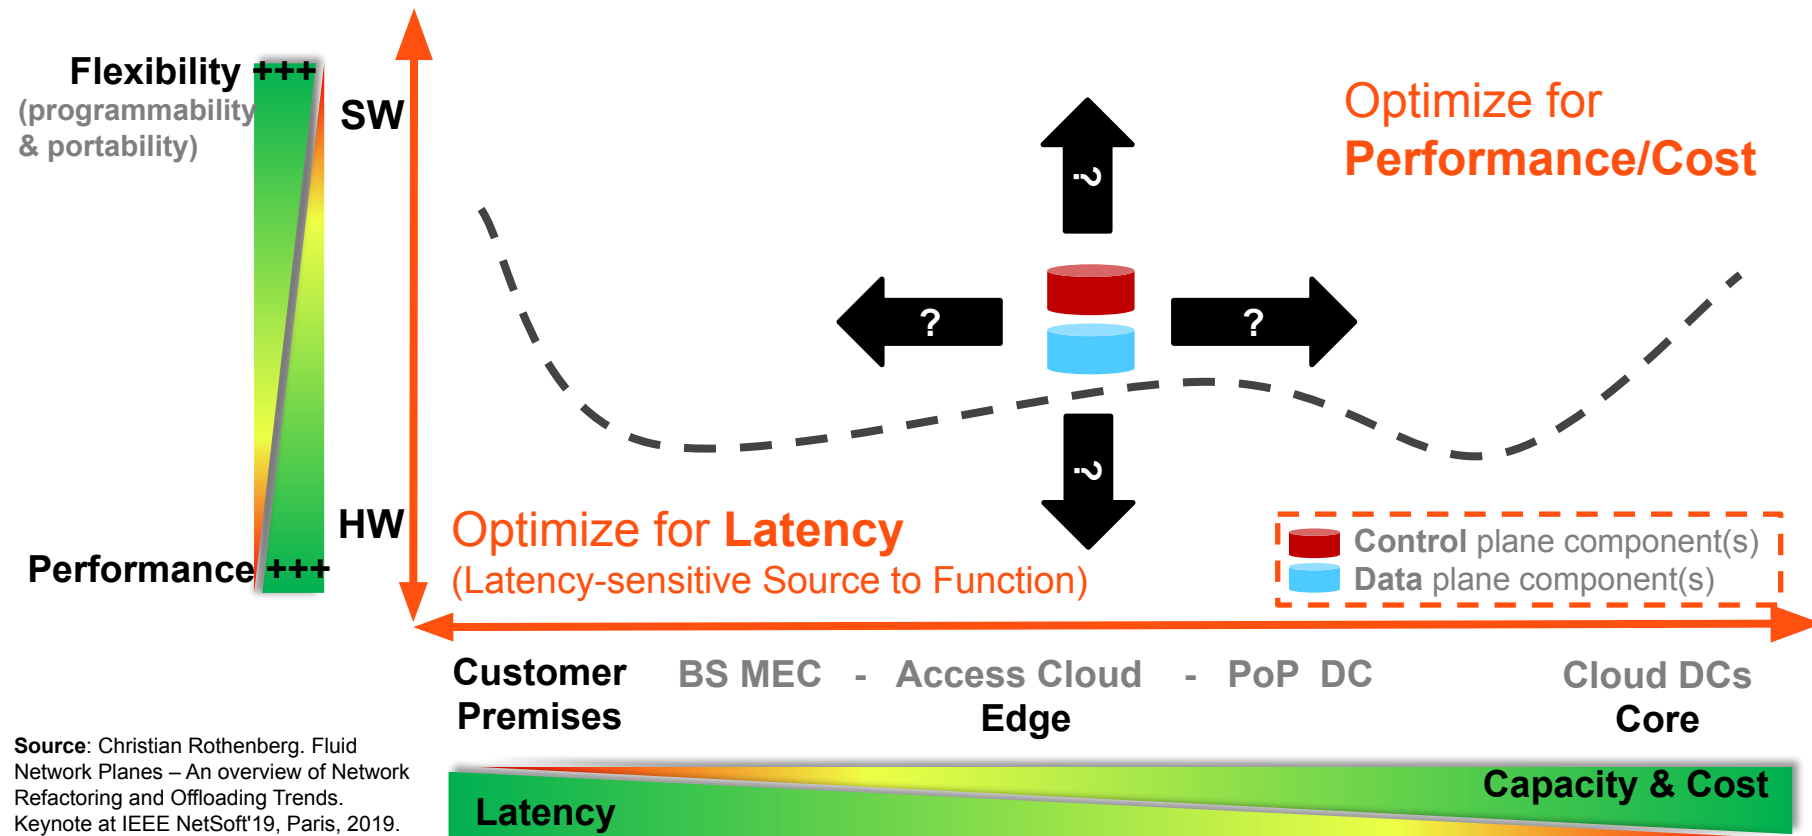 Flexibility +++
(programmability
& portability)
SW
Optimize for
Performance/Cost
?
?
?
?
HW
Performance +++
Optimize for Latency
(Latency-sensitive Source to Function)
Control plane component(s)
Data plane component(s)
Customer
Premises
BS MEC - Access Cloud - PoP DC
Edge
Cloud DCs
Core
Source: Christian Rothenberg. Fluid
Network Planes – An overview of Network
Refactoring and Offloading Trends.
Keynote at IEEE NetSoft'19, Paris, 2019.
Latency
Capacity & Cost